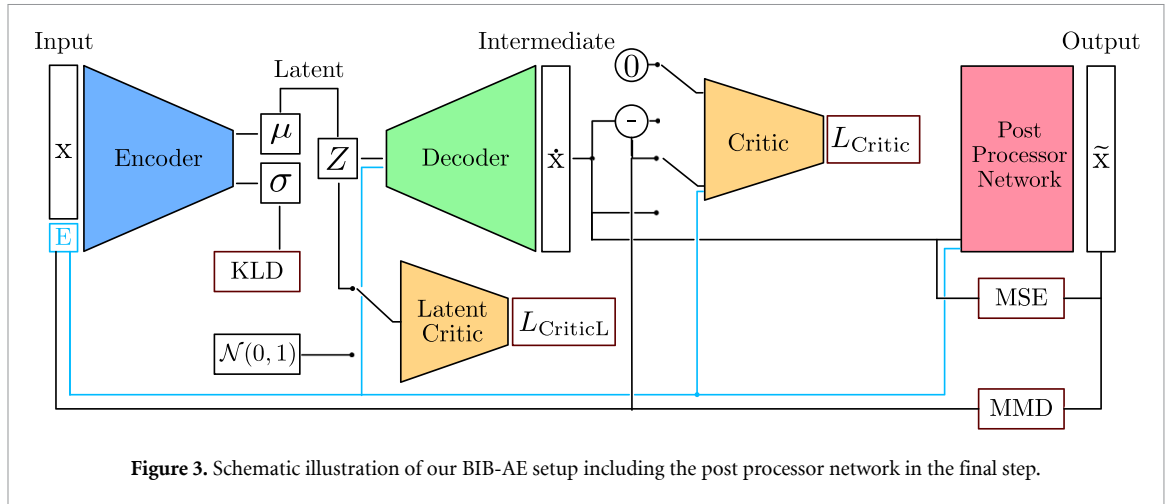 Input
Latent
Intermediate
Output
x
E
Encoder
μ
σ
KLD
Z
N(0, 1)
Decoder
ẋ
Latent
Critic
L_CriticL
0
-
Critic
L_Critic
Post
Processor
Network
x̃
MSE
MMD
Figure 3. Schematic illustration of our BIB-AE setup including the post processor network in the final step.